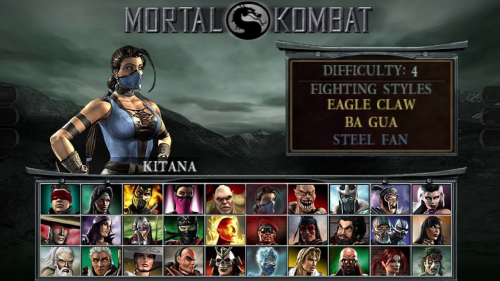 MORTAL KOMBAT
DIFFICULTY: 4
FIGHTING STYLES
EAGLE CLAW
BA GUA
STEEL FAN
KITANA